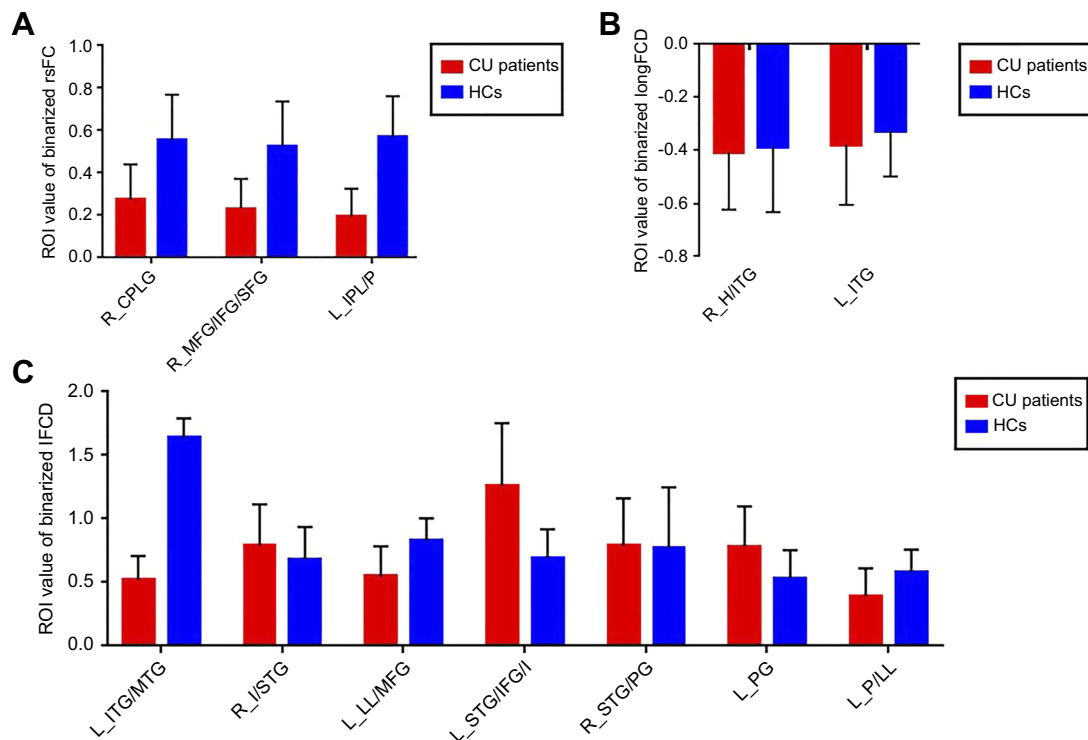 A
ROI value of binarized rsFC
1.0
0.8
0.6
0.4
0.2
0.0
R_CPLG
R_MFG/IFG/SFG
L_IPL/P
CU patients
HCs
B
ROI value of binarized longFCD
0.0
-0.2
-0.4
-0.6
-0.8
R_H/ITG
L_ITG
CU patients
HCs
C
ROI value of binarized IFCD
2.0
1.5
1.0
0.5
0.0
L_ITG/MTG
R_I/STG
L_LL/MFG
L_STG/IFG/I
R_STG/PG
L_PG
L_P/LL
CU patients
HCs